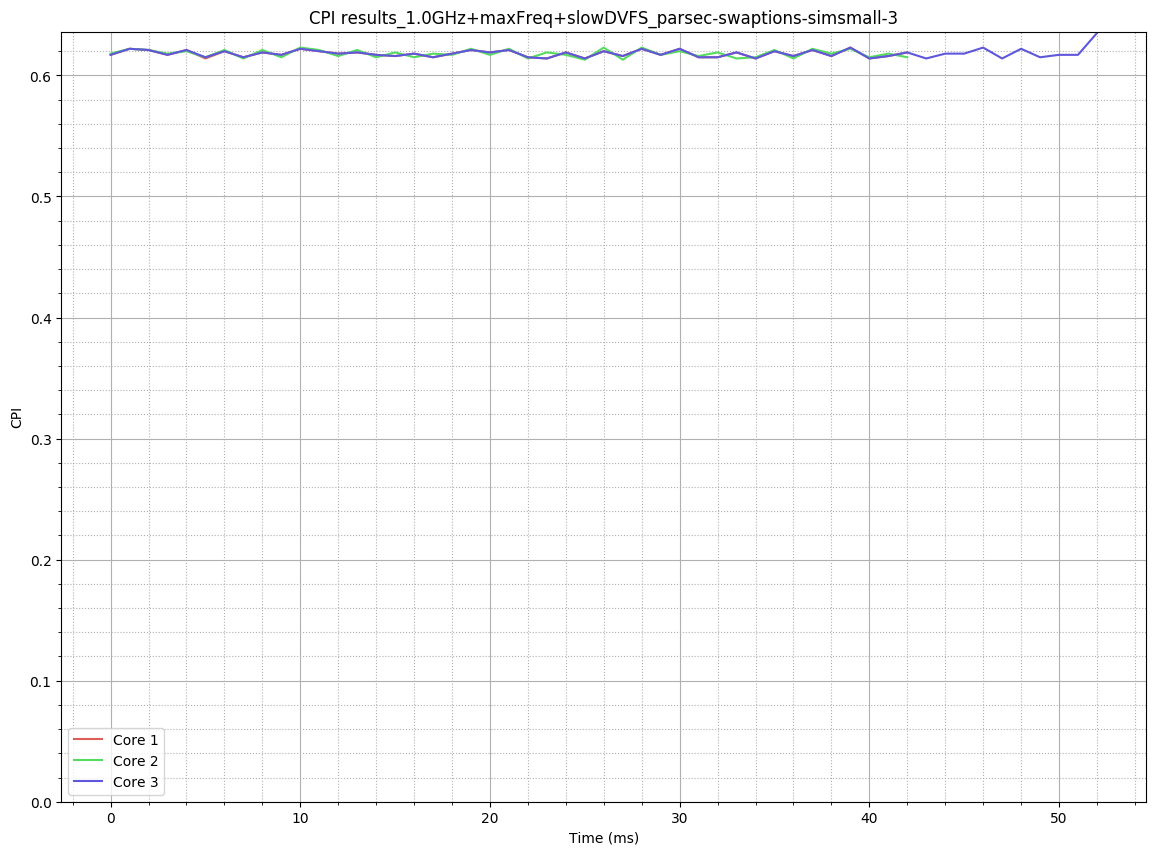 CPI results_1.0GHz+maxFreq+slowDVFS_parsec-swaptions-simsmall-3
0.6
0.5
0.4
0.3
0.2
0.1
0.0
CPI
Core 1
Core 2
Core 3
0 10 20 30 40 50
Time (ms)